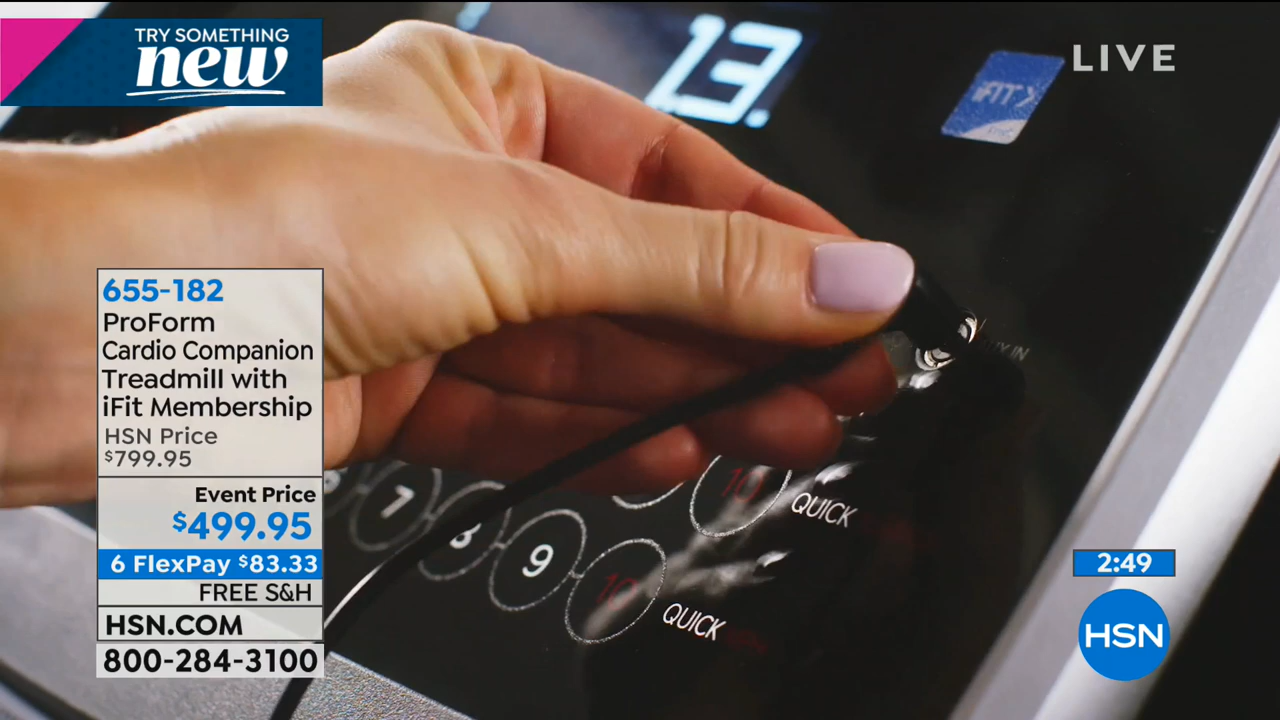 TRY SOMETHING
new
LIVE
13.
iFIT
655-182
ProForm
Cardio Companion
Treadmill with
iFit Membership
HSN Price
$799.95
Event Price
$499.95
6 FlexPay $83.33
FREE S&H
HSN.COM
800-284-3100
7
8
9
10
QUICK
10
QUICK
2:49
HSN